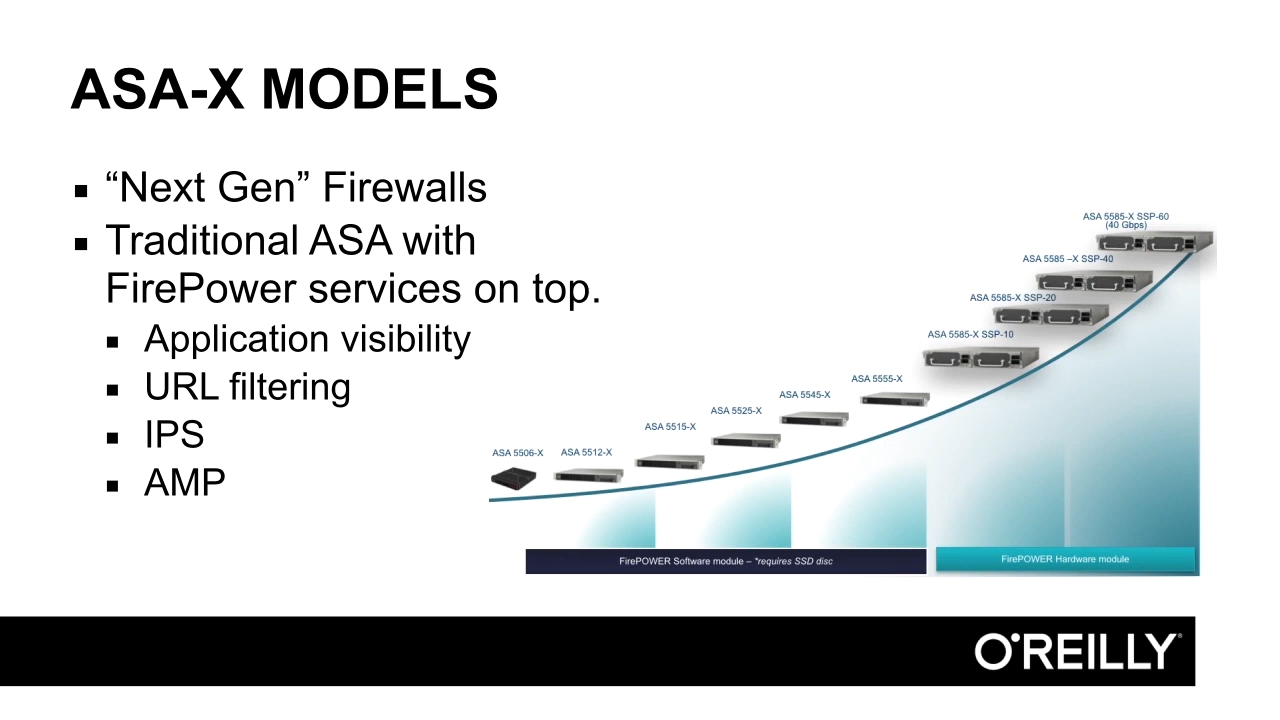 ASA-X MODELS
▪ “Next Gen” Firewalls
▪ Traditional ASA with
FirePower services on top.
▪ Application visibility
▪ URL filtering
▪ IPS
▪ AMP
ASA 5585-X SSP-60
(40 Gbps)
ASA 5585 –X SSP-40
ASA 5585-X SSP-20
ASA 5585-X SSP-10
ASA 5555-X
ASA 5545-X
ASA 5525-X
ASA 5515-X
ASA 5512-X
ASA 5506-X
FirePOWER Software module – *requires SSD disc
FirePOWER Hardware module
O'REILLY®